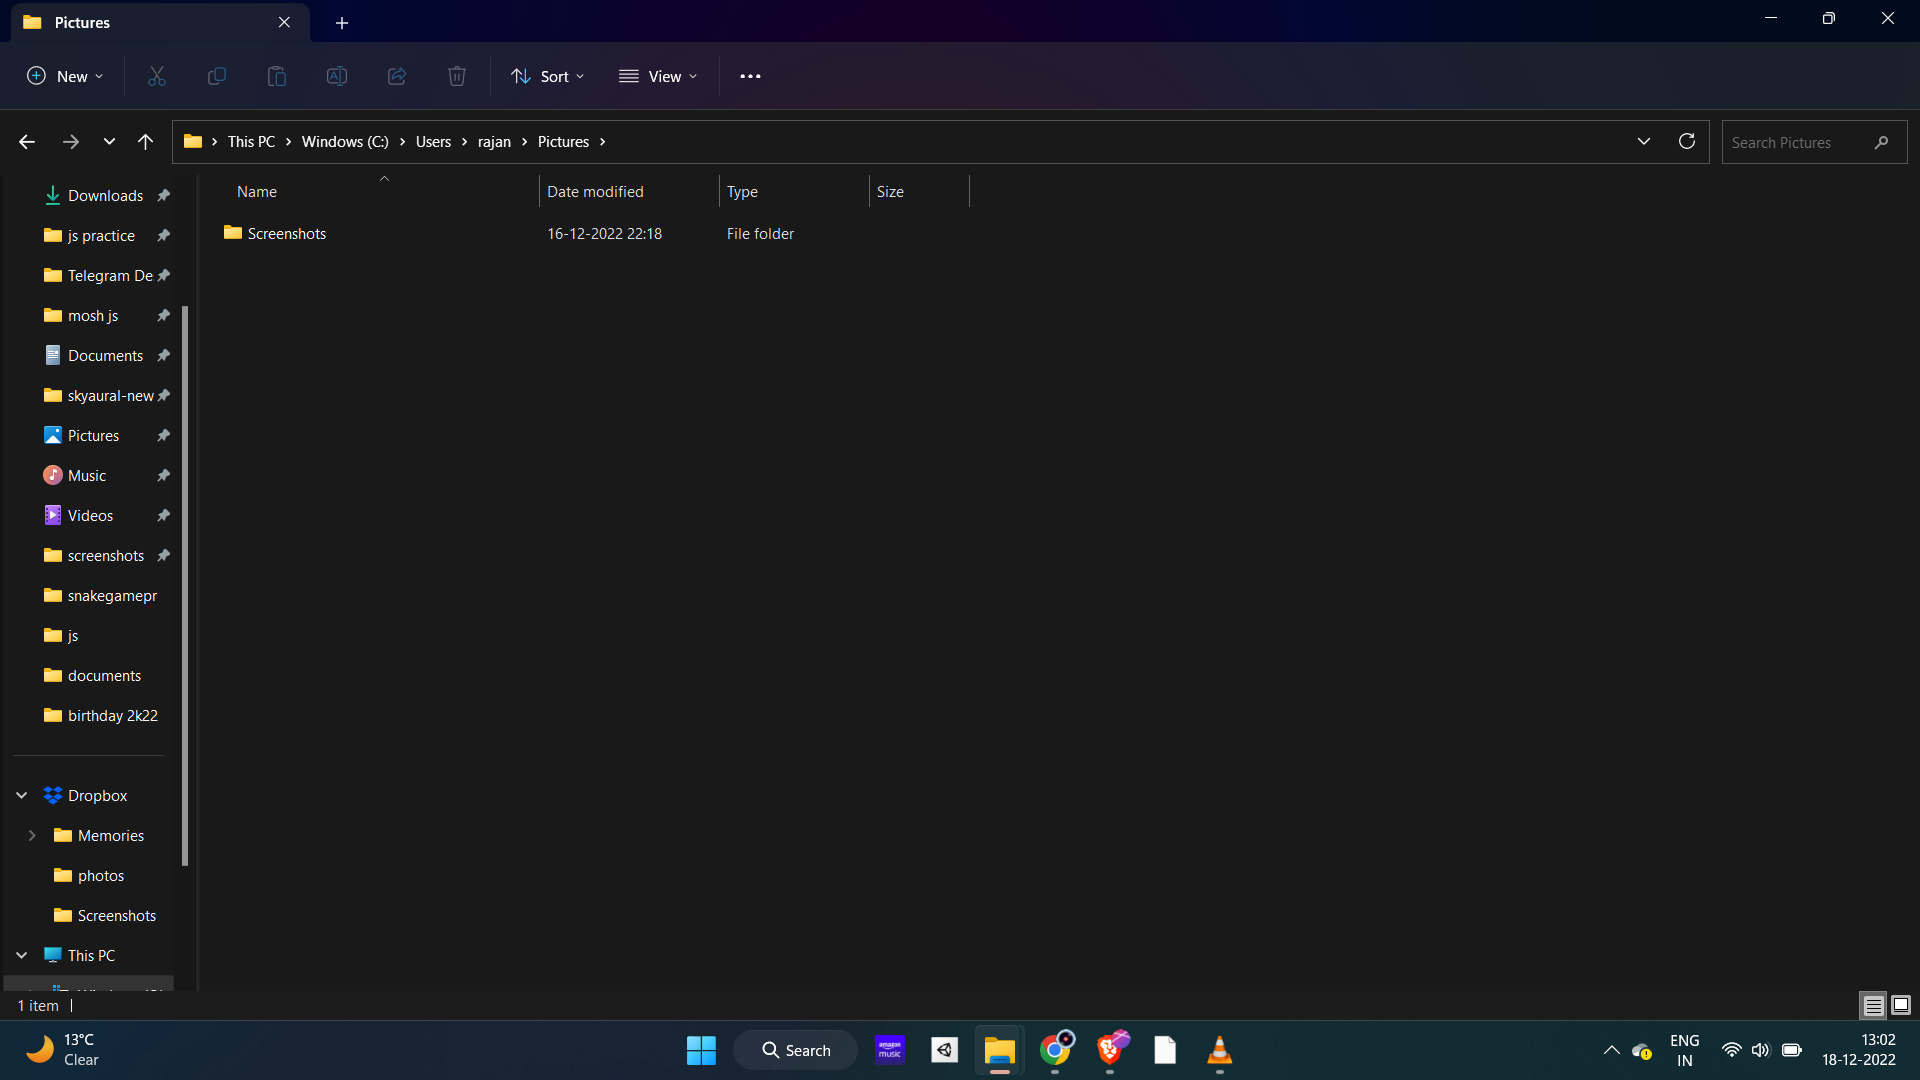 Pictures
New
Sort
View
This PC
Windows (C:)
Users
rajan
Pictures
Search Pictures
Name
Date modified
Type
Size
Screenshots
16-12-2022 22:18
File folder
Downloads
js practice
Telegram De
mosh js
Documents
skyaural-new
Pictures
Music
Videos
screenshots
snakegamepr
js
documents
birthday 2k22
Dropbox
Memories
photos
Screenshots
This PC
1 item
13°C
Clear
Search
amazon
music
ENG
IN
13:02
18-12-2022